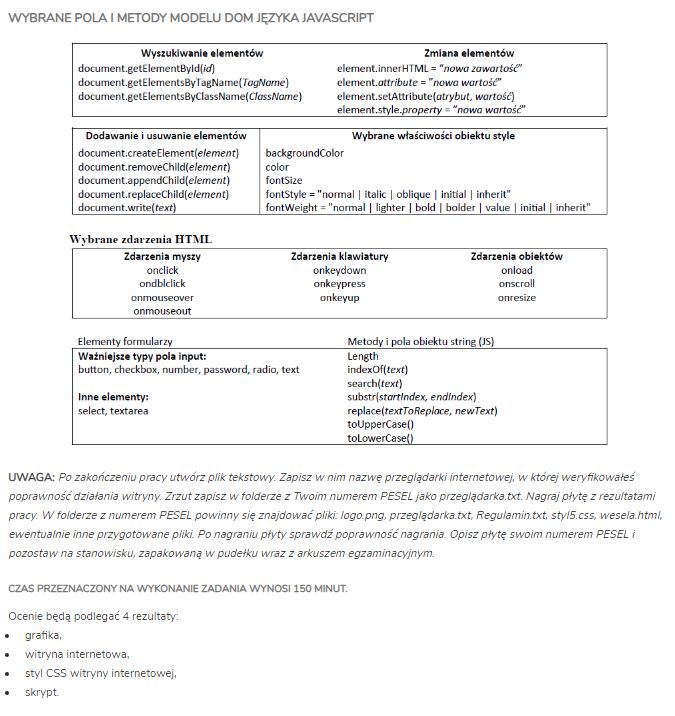 WYBRANE POLA I METODY MODELU DOM JĘZYKA JAVASCRIPT
Wyszukiwanie elementów
document.getElementById(id)
document.getElementsByTagName(TagName)
document.getElementsByClassName(ClassName)
Zmiana elementów
element.innerHTML = “nowa zawartość”
element.attribute = ”nowa wartość”
element.setAttribute(atrybut, wartość)
element.style.property = “nowa wartość”
Dodawanie i usuwanie elementów
document.createElement(element)
document.removeChild(element)
document.appendChild(element)
document.replaceChild(element)
document.write(text)
Wybrane właściwości obiektu style
backgroundColor
color
fontSize
fontStyle = "normal | italic | oblique | initial | inherit"
fontWeight = "normal | lighter | bold | bolder | value | initial | inherit"
Wybrane zdarzenia HTML
Zdarzenia myszy
onclick
ondblclick
onmouseover
onmouseout
Zdarzenia klawiatury
onkeydown
onkeypress
onkeyup
Zdarzenia obiektów
onload
onscroll
onresize
Elementy formularzy
Ważniejsze typy pola input:
button, checkbox, number, password, radio, text
Inne elementy:
select, textarea
Metody i pola obiektu string (JS)
Length
indexOf(text)
search(text)
substr(startIndex, endIndex)
replace(textToReplace, newText)
toUpperCase()
toLowerCase()
UWAGA: Po zakończeniu pracy utwórz plik tekstowy. Zapisz w nim nazwę przeglądarki internetowej, w której weryfikowałeś
poprawność działania witryny. Zrzut zapisz w folderze z Twoim numerem PESEL jako przeglądarka.txt. Nagraj płytę z rezultatami
pracy. W folderze z numerem PESEL powinny się znajdować pliki: logo.png, przeglądarka.txt, Regulamin.txt, styl5.css, wesela.html,
ewentualnie inne przygotowane pliki. Po nagraniu płyty sprawdź poprawność nagrania. Opisz płytę swoim numerem PESEL i
pozostaw na stanowisku, zapakowaną w pudełku wraz z arkuszem egzaminacyjnym.
CZAS PRZEZNACZONY NA WYKONANIE ZADANIA WYNOSI 150 MINUT.
Ocenie będą podlegać 4 rezultaty:
• grafika,
• witryna internetowa,
• styl CSS witryny internetowej,
• skrypt.